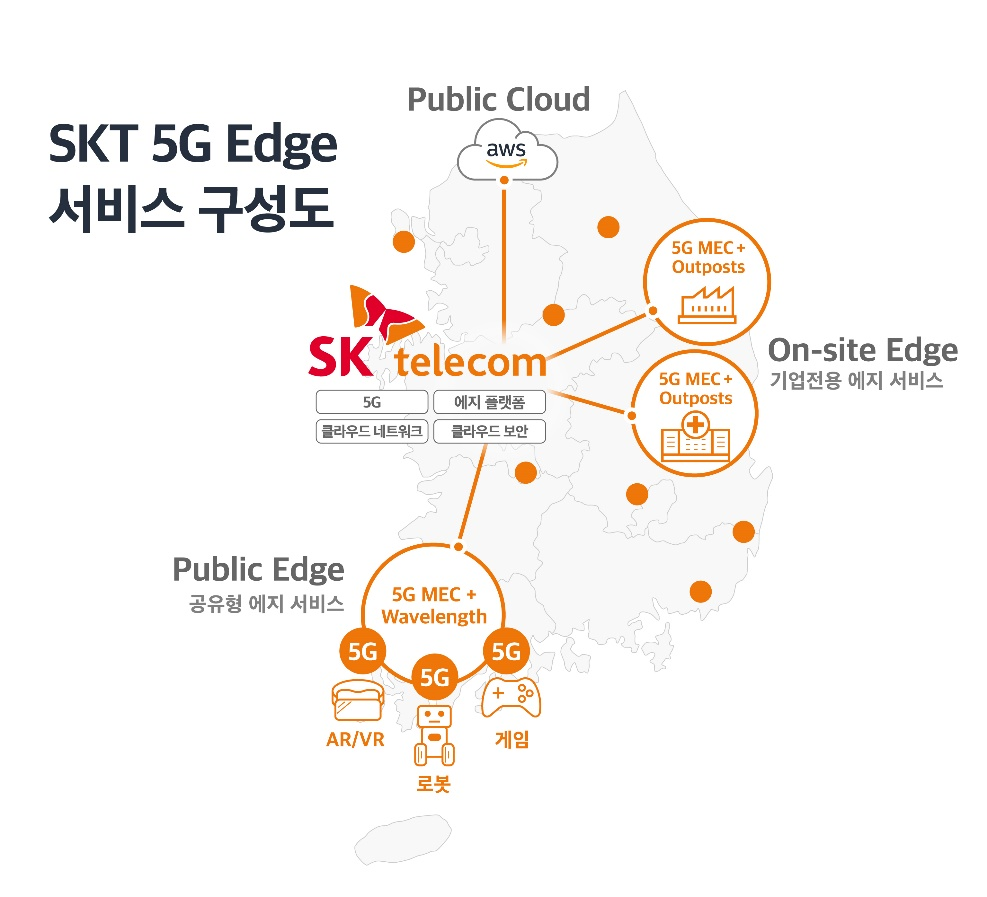 SKT 5G Edge
서비스 구성도
Public Cloud
aws
5G MEC +
Outposts
SK telecom
On-site Edge
기업전용 에지 서비스
5G MEC +
Outposts
5G
에지 플랫폼
클라우드 네트워크
클라우드 보안
Public Edge
공유형 에지 서비스
5G MEC +
Wavelength
5G
5G
5G
AR/VR
로봇
게임